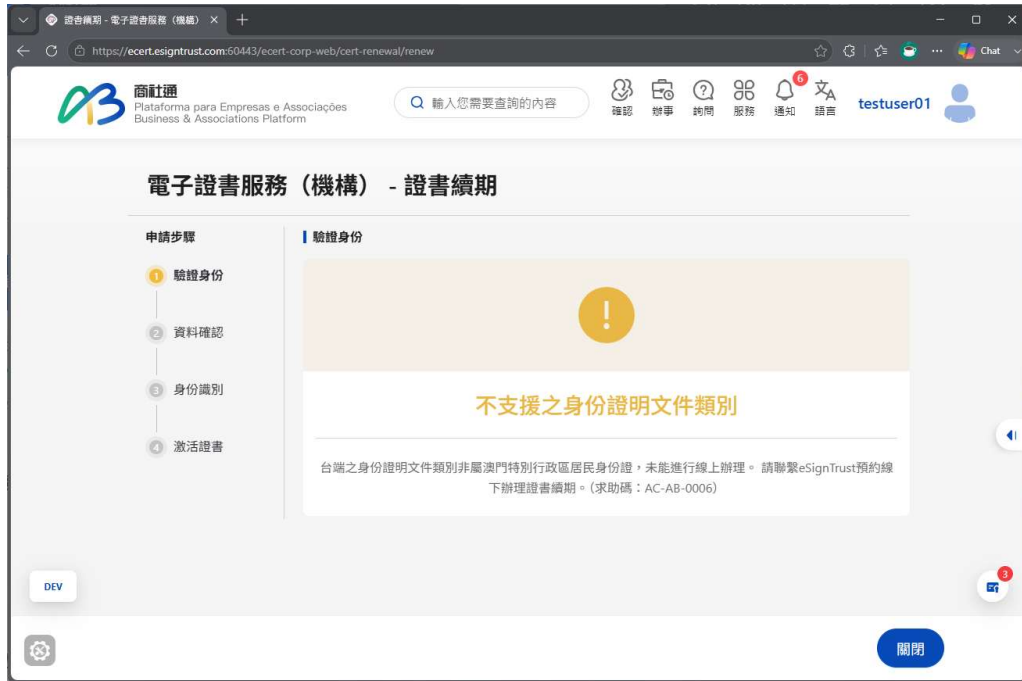 證書續期 - 電子證書服務（機構）
https://ecert.esigntrust.com:60443/ecert-corp-web/cert-renewal/renew
Chat
商社通
Plataforma para Empresas e Associações
Business & Associations Platform
輸入您需要查詢的內容
確認
辦事
詢問
服務
6
通知
語言
testuser01
電子證書服務（機構） - 證書續期
申請步驟
1 驗證身份
2 資料確認
3 身份識別
4 激活證書
驗證身份
!
不支援之身份證明文件類別
台端之身份證明文件類別非屬澳門特別行政區居民身份證，未能進行線上辦理。 請聯繫eSignTrust預約線
下辦理證書續期。（求助碼：AC-AB-0006）
DEV
3
關閉